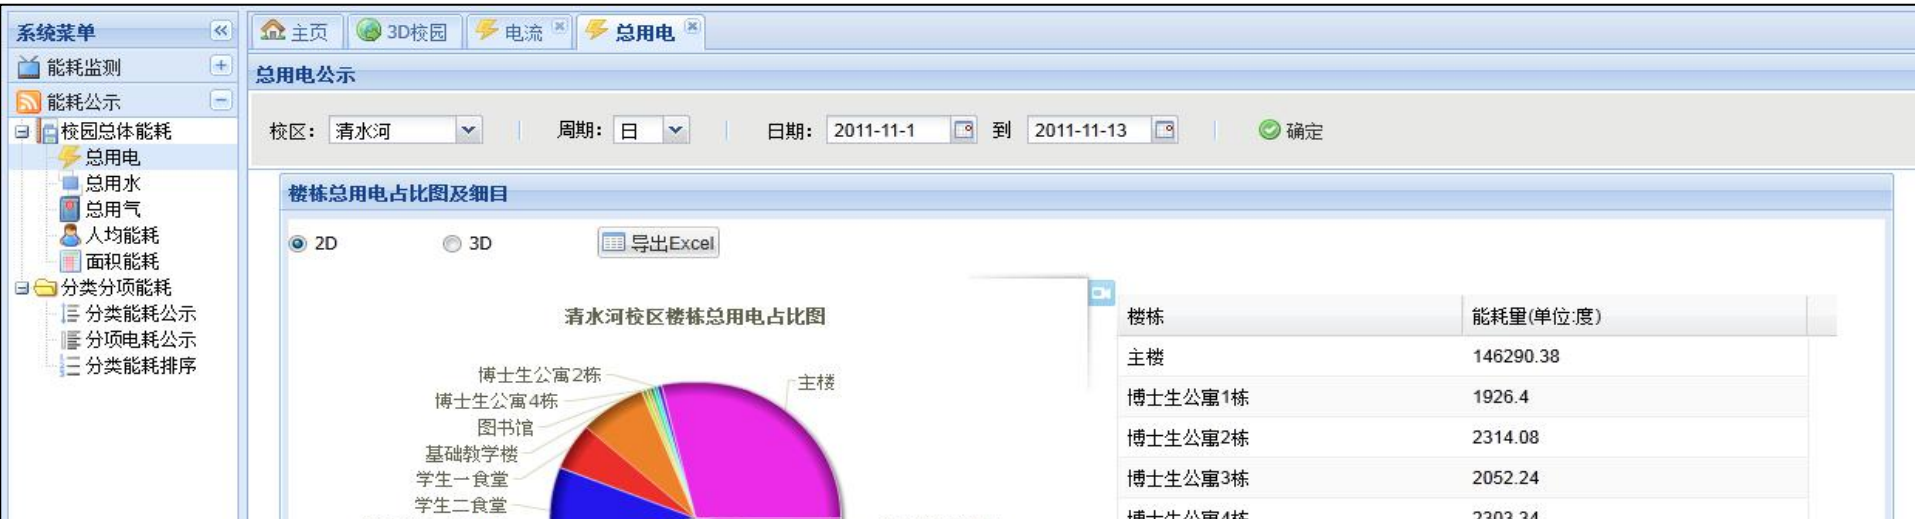 系统菜单
能耗监测
能耗公示
校园总体能耗
总用电
总用水
总用气
人均能耗
面积能耗
分类分项能耗
分类能耗公示
分项电耗公示
分类能耗排序
主页 3D校园 电流 总用电
总用电公示
校区： 清水河 周期： 日 日期： 2011-11-1 到 2011-11-13 确定
楼栋总用电占比图及细目
2D 3D 导出Excel
清水河校区楼栋总用电占比图
博士生公寓2栋
主楼
博士生公寓4栋
图书馆
基础教学楼
学生一食堂
学生二食堂
楼栋 能耗量(单位:度)
主楼 146290.38
博士生公寓1栋 1926.4
博士生公寓2栋 2314.08
博士生公寓3栋 2052.24
博士生公寓4栋 2303.34